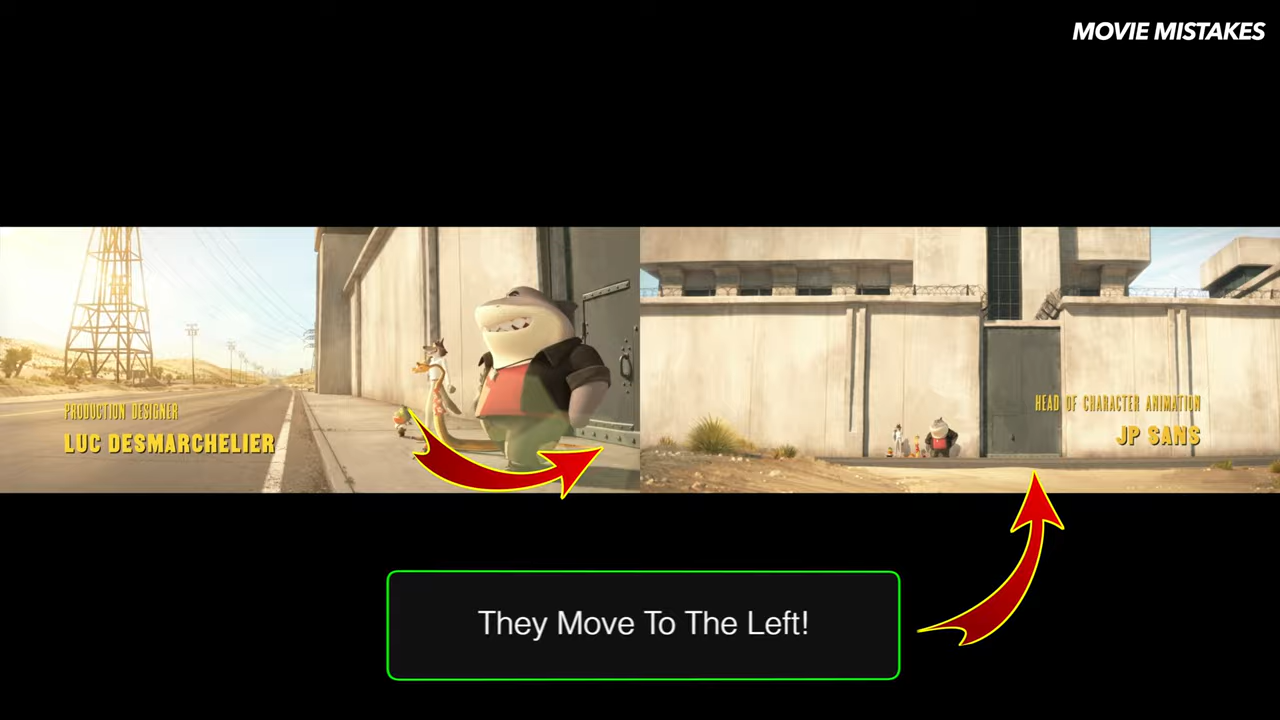 MOVIE MISTAKES
PRODUCTION DESIGNER
LUC DESMARCHELIER
HEAD OF CHARACTER ANIMATION
JP SANS
They Move To The Left!